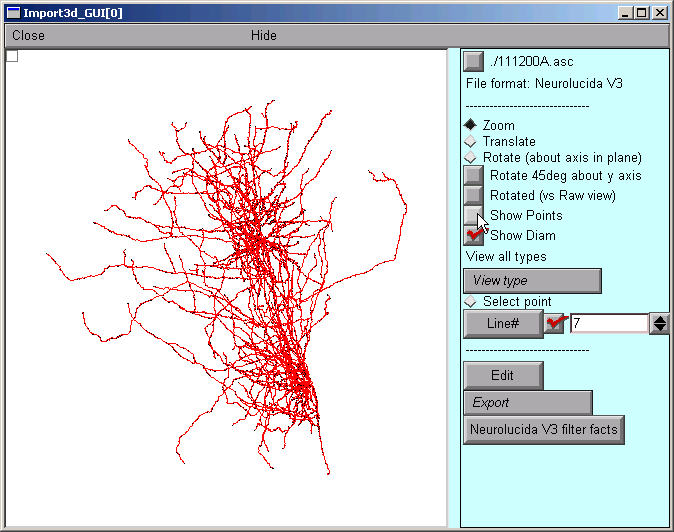 Import3d_GUI[0]
Close Hide
./111200A.asc
File format: Neurolucida V3
------------------------------
Zoom
Translate
Rotate (about axis in plane)
Rotate 45deg about y axis
Rotated (vs Raw view)
Show Points
Show Diam
View all types
View type
Select point
Line# 7
------------------------------
Edit
Export
Neurolucida V3 filter facts